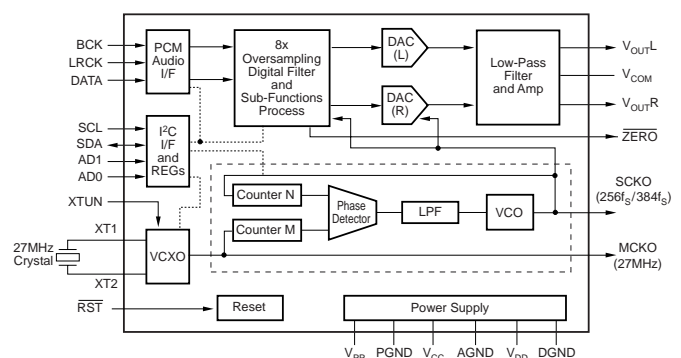 BCK
LRCK
DATA
PCM
Audio
I/F
8x
Oversampling
Digital Filter
and
Sub-Functions
Process
DAC
(L)
DAC
(R)
Low-Pass
Filter
and Amp
VOUTL
VCOM
VOUTR
ZERO
SCL
SDA
AD1
AD0
I2C
I/F
and
REGs
XTUN
XT1
27MHz
Crystal
XT2
VCXO
Counter N
Counter M
Phase
Detector
LPF
VCO
SCKO
(256fS/384fS)
MCKO
(27MHz)
RST
Reset
Power Supply
VPP PGND VCC AGND VDD DGND